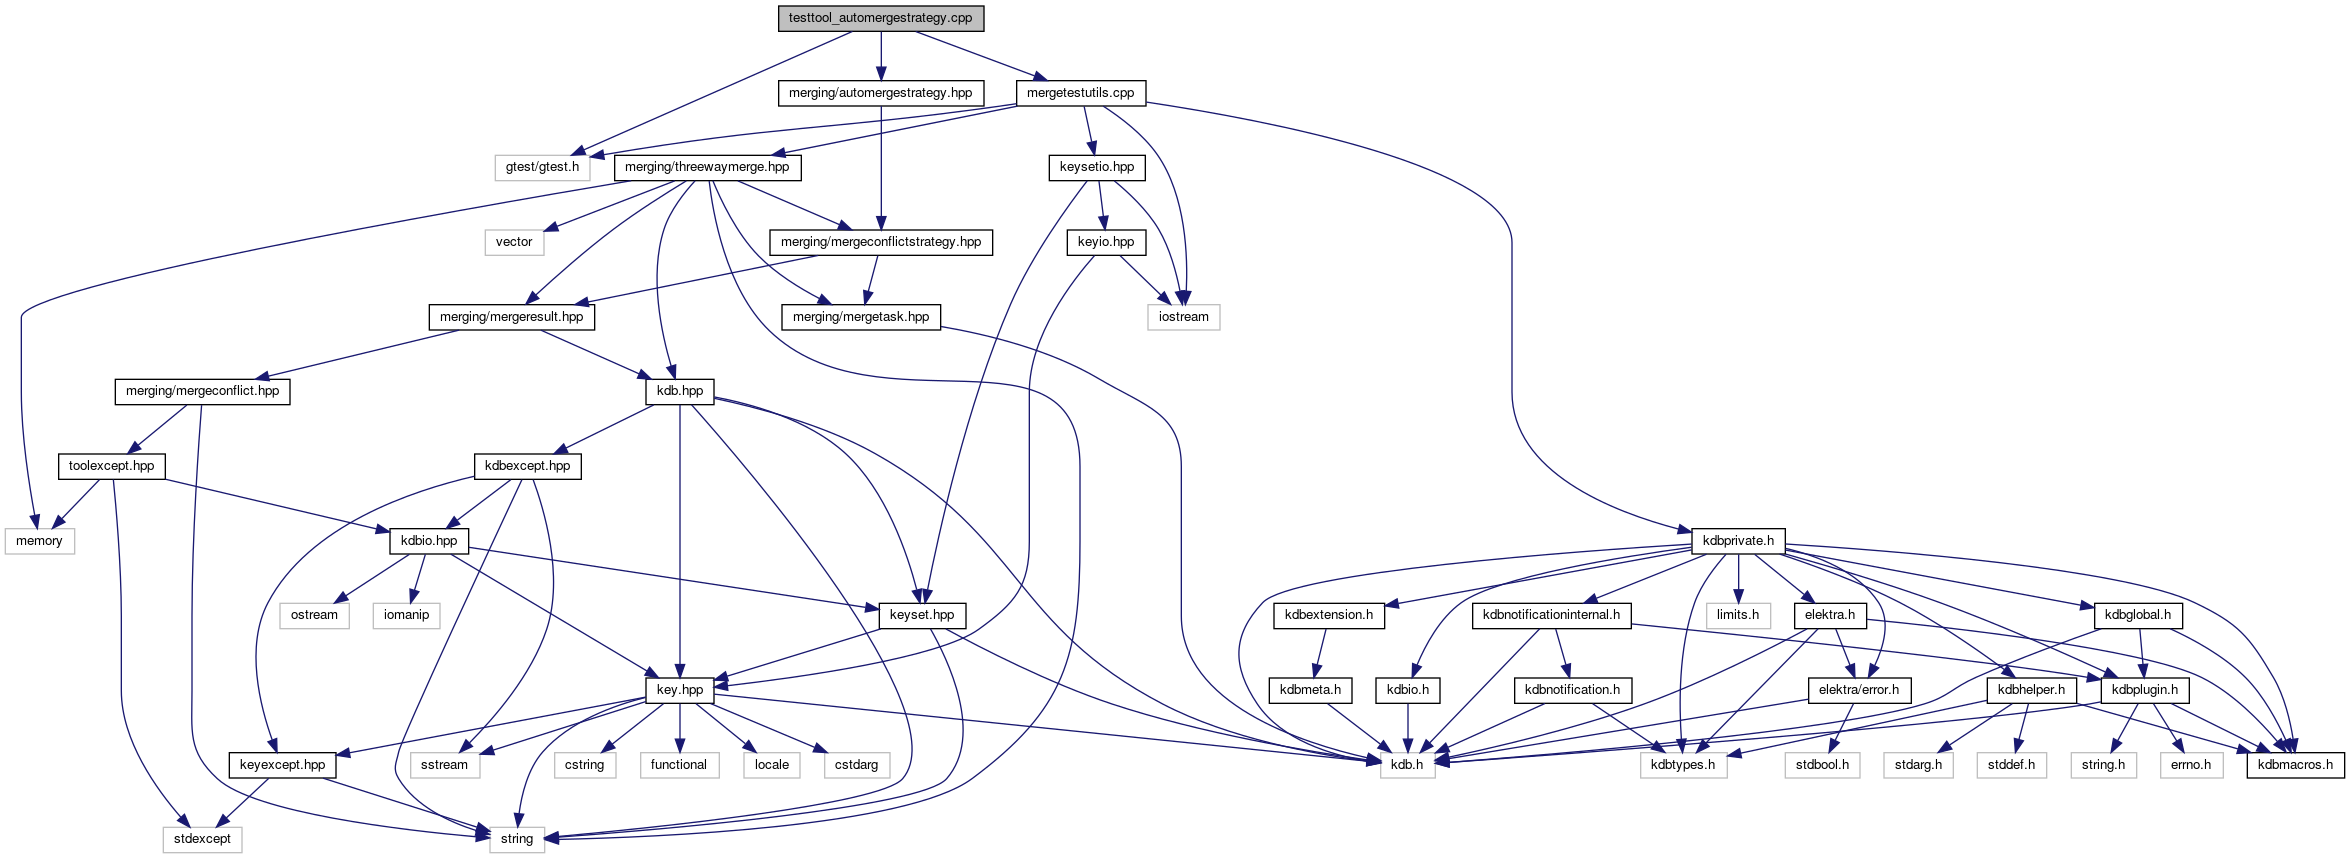 testtool_automergestrategy.cpp
merging/automergestrategy.hpp
mergetestutils.cpp
gtest/gtest.h
merging/threewaymerge.hpp
keysetio.hpp
vector
merging/mergeconflictstrategy.hpp
keyio.hpp
merging/mergeresult.hpp
merging/mergetask.hpp
iostream
merging/mergeconflict.hpp
kdb.hpp
toolexcept.hpp
kdbexcept.hpp
memory
kdbio.hpp
kdbprivate.h
ostream
iomanip
keyset.hpp
kdbextension.h
kdbnotificationinternal.h
limits.h
elektra.h
kdbglobal.h
key.hpp
kdbmeta.h
kdbio.h
kdbnotification.h
elektra/error.h
kdbhelper.h
kdbplugin.h
keyexcept.hpp
sstream
cstring
functional
locale
cstdarg
kdb.h
kdbtypes.h
stdbool.h
stdarg.h
stddef.h
string.h
errno.h
kdbmacros.h
stdexcept
string